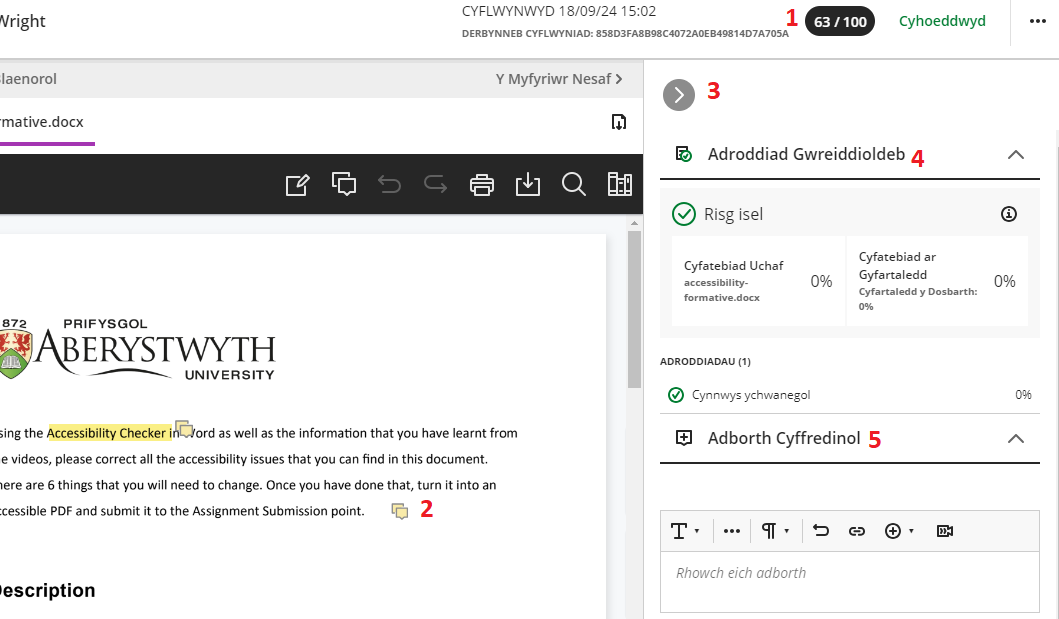 Wright
CYFLWYNWYD 18/09/24 15:02
DERBYNNEB CYFLWYNIAD: 858D3FA8B98C4072A0EB49814D7A705A
1
63 / 100
Cyhoeddwyd
laenorol
Y Myfyriwr Nesaf
rmative.docx
1872
PRIFYSGOL
ABERYSTWYTH
UNIVERSITY
sing the Accessibility Checker in Word as well as the information that you have learnt from
e videos, please correct all the accessibility issues that you can find in this document.
here are 6 things that you will need to change. Once you have done that, turn it into an
ccessible PDF and submit it to the Assignment Submission point.
2
Description
3
Adroddiad Gwreiddioldeb
4
Risg isel
Cyfatebiad Uchaf
accessibility-
formative.docx
0%
Cyfatebiad ar
Gyfartaledd
Cyfartaledd y Dosbarth:
0%
0%
ADRODDIADAU (1)
Cynnwys ychwanegol
0%
Adborth Cyffredinol
5
Rhowch eich adborth